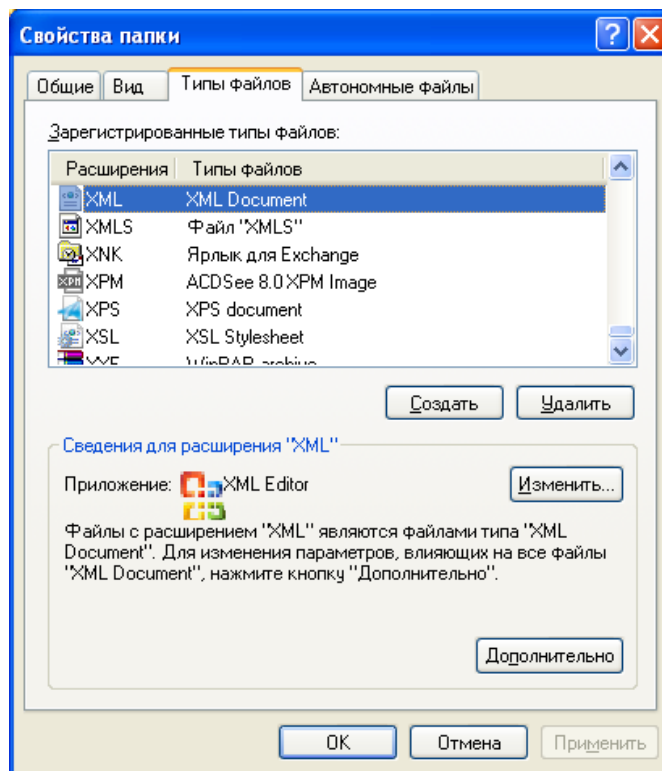 Свойства папки
Общие Вид Типы файлов Автономные файлы
Зарегистрированные типы файлов:
Расширения Типы файлов
XML XML Document
XMLS Файл "XMLS"
XNK Ярлык для Exchange
XPM ACDSee 8.0 XPM Image
XPS XPS document
XSL XSL Stylesheet
XXE WinRAR archive
Создать Удалить
Сведения для расширения "XML"
Приложение: XML Editor Изменить...
Файлы с расширением "XML" являются файлами типа "XML
Document". Для изменения параметров, влияющих на все файлы
"XML Document", нажмите кнопку "Дополнительно".
Дополнительно
OK Отмена Применить